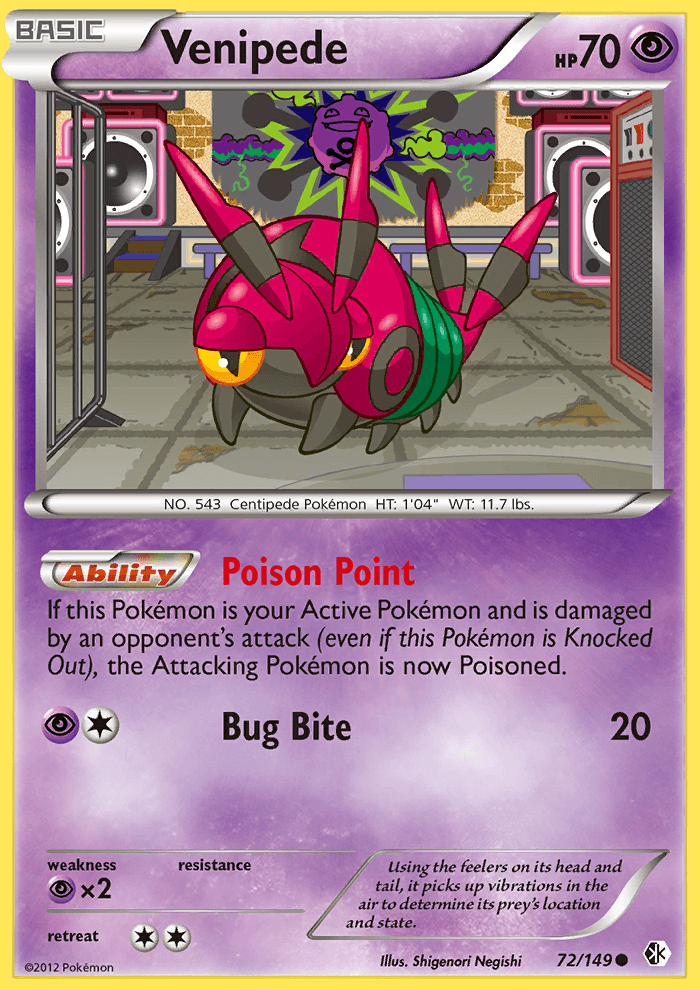 BASIC
Venipede
HP70
NO. 543 Centipede Pokémon HT: 1'04" WT: 11.7 lbs.
Ability
Poison Point
If this Pokémon is your Active Pokémon and is damaged
by an opponent's attack (even if this Pokémon is Knocked
Out), the Attacking Pokémon is now Poisoned.
Bug Bite 20
weakness resistance
×2
Using the feelers on its head and
tail, it picks up vibrations in the
air to determine its prey's location
and state.
retreat
©2012 Pokémon
Illus. Shigenori Negishi 72/149